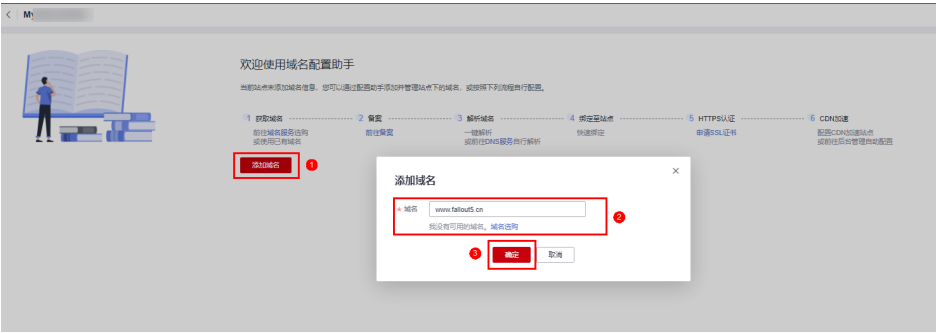 < My
欢迎使用域名配置助手
当前站点未添加域名信息，您可以通过配置助手添加并管理站点下的域名，或按照下列流程自行配置。
1 获取域名 2 备案 3 解析域名 4 绑定至站点 5 HTTPS认证 6 CDN加速
前往域名服务选购 前往备案 一键解析 快速绑定 申请SSL证书 配置CDN加速站点
或使用已有域名 或前往DNS服务自行解析 或前往后台管理自助配置
添加域名 1
添加域名 ×
* 域名 www.fallout5.cn 2
我没有可用的域名。域名选购
3 确定 取消